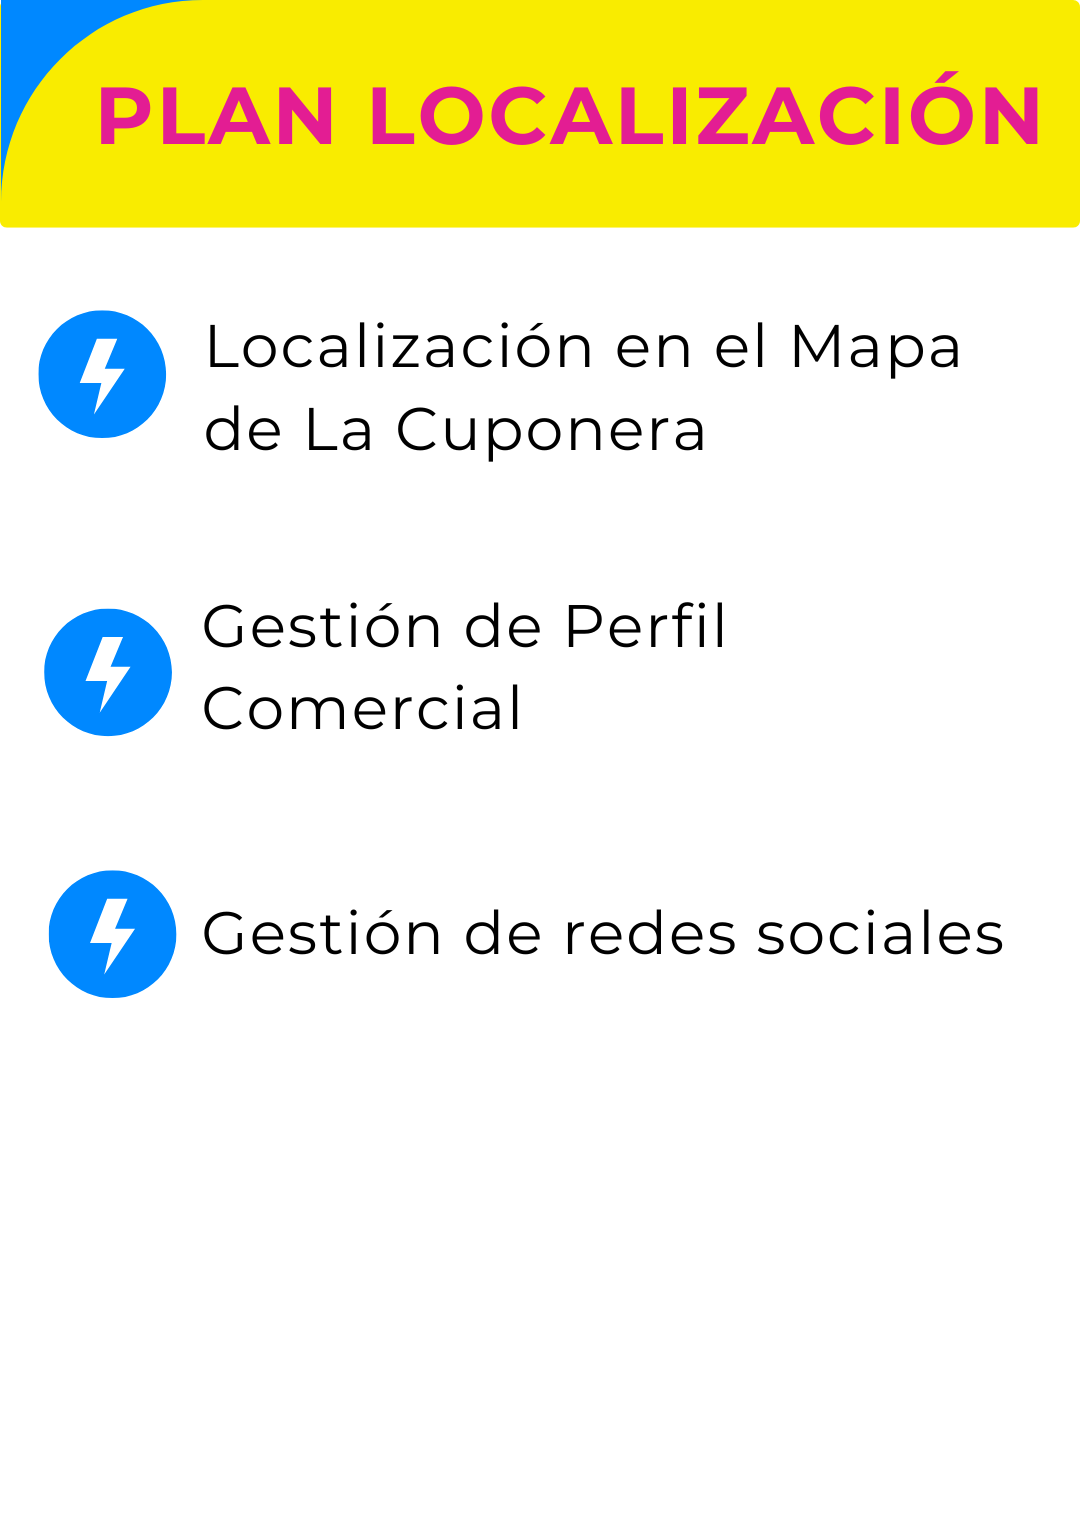 PLAN LOCALIZACIÓN
Localización en el Mapa
de La Cuponera
Gestión de Perfil
Comercial
Gestión de redes sociales